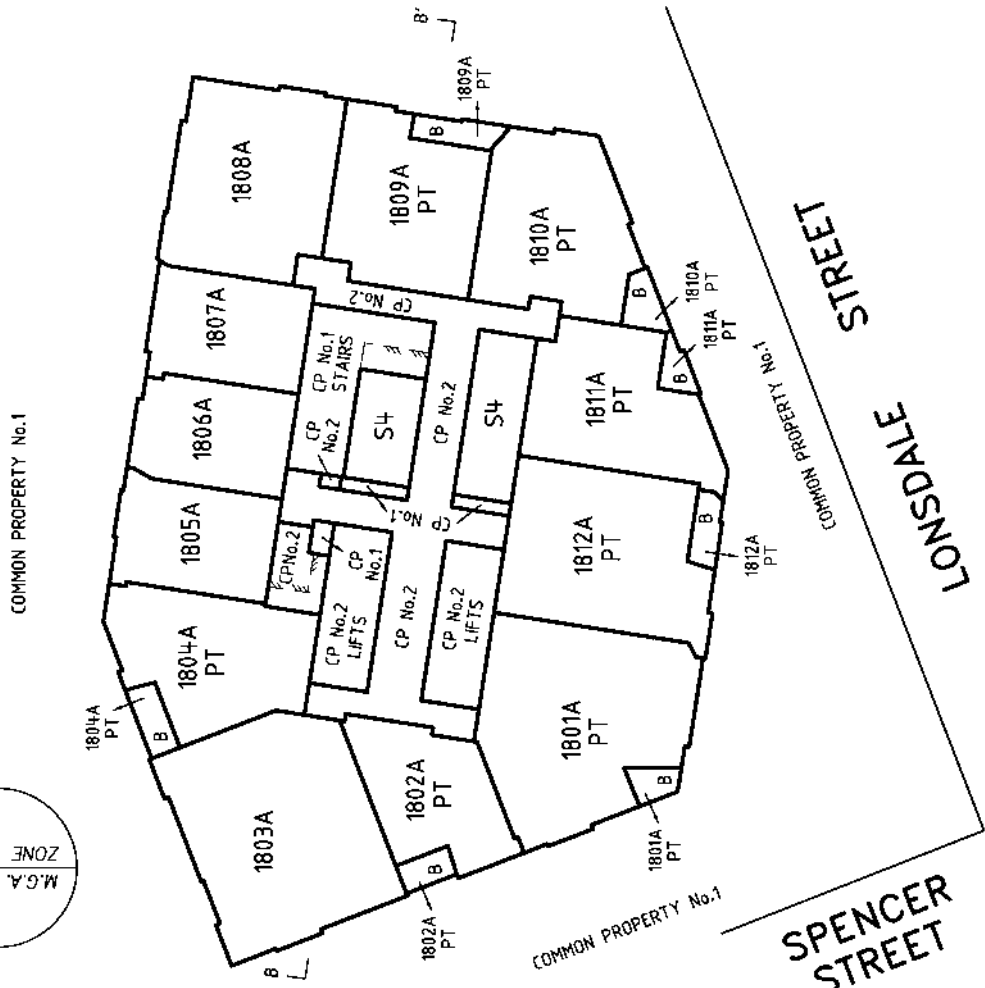 B'
1809A
PT
B
1808A
1809A
PT
1810A
PT
B
1810A
PT
1811A
PT
B
STREET
LONSDALE
COMMON PROPERTY No.1
COMMON PROPERTY No.1
1807A
CP No.2
CP No.1
STAIRS
1806A
CP
No.2
S4
CP No.2
S4
1811A
PT
1805A
CPNo.2
CP
No.1
No.1
CP
1812A
PT
B
1812A
PT
1804A
PT
CP No.2
LIFTS
CP No.2
CP No.2
LIFTS
1804A
PT
B
1803A
1802A
PT
1801A
PT
B
1801A
PT
B
1802A
PT
COMMON PROPERTY No.1
M.G.A.
ZONE
B
SPENCER
STREET